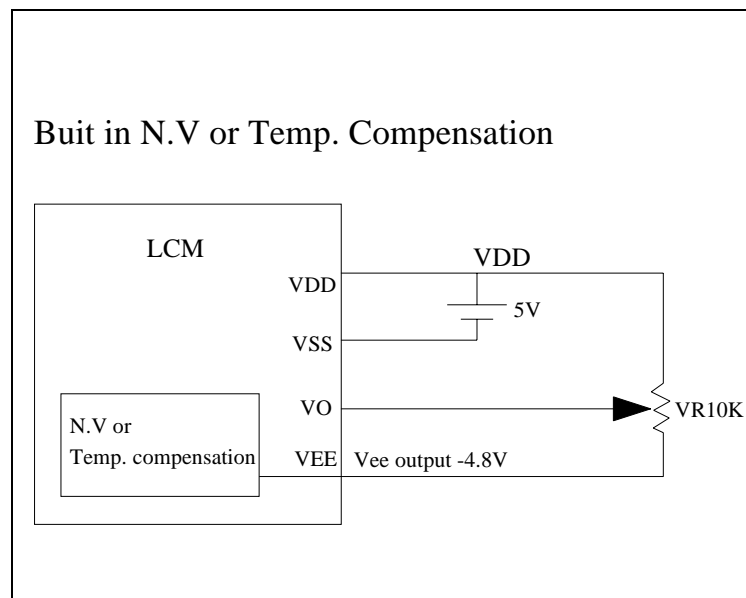 Buit in N.V or Temp. Compensation
LCM
VDD
VDD
5V
VSS
VO
VR10K
N.V or
Temp. compensation
VEE
Vee output -4.8V